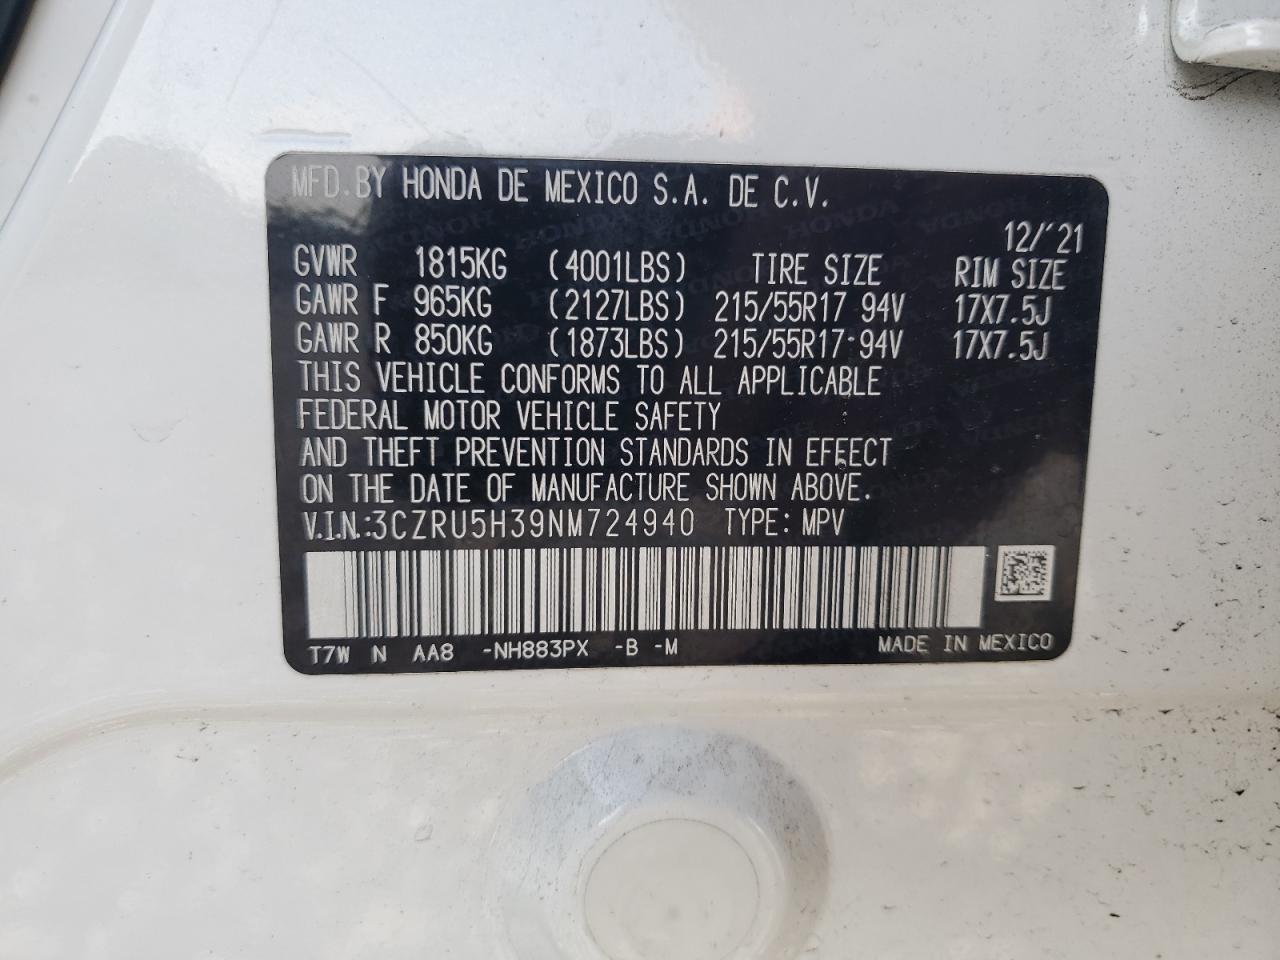 MFD. BY HONDA DE MEXICO S.A. DE C.V.
12/'21
GVWR 1815KG (4001LBS) TIRE SIZE RIM SIZE
GAWR F 965KG (2127LBS) 215/55R17 94V 17X7.5J
GAWR R 850KG (1873LBS) 215/55R17 94V 17X7.5J
THIS VEHICLE CONFORMS TO ALL APPLICABLE
FEDERAL MOTOR VEHICLE SAFETY
AND THEFT PREVENTION STANDARDS IN EFFECT
ON THE DATE OF MANUFACTURE SHOWN ABOVE.
V.I.N.:3CZRU5H39NM724940 TYPE: MPV
T7W N AA8 -NH883PX -B -M MADE IN MEXICO